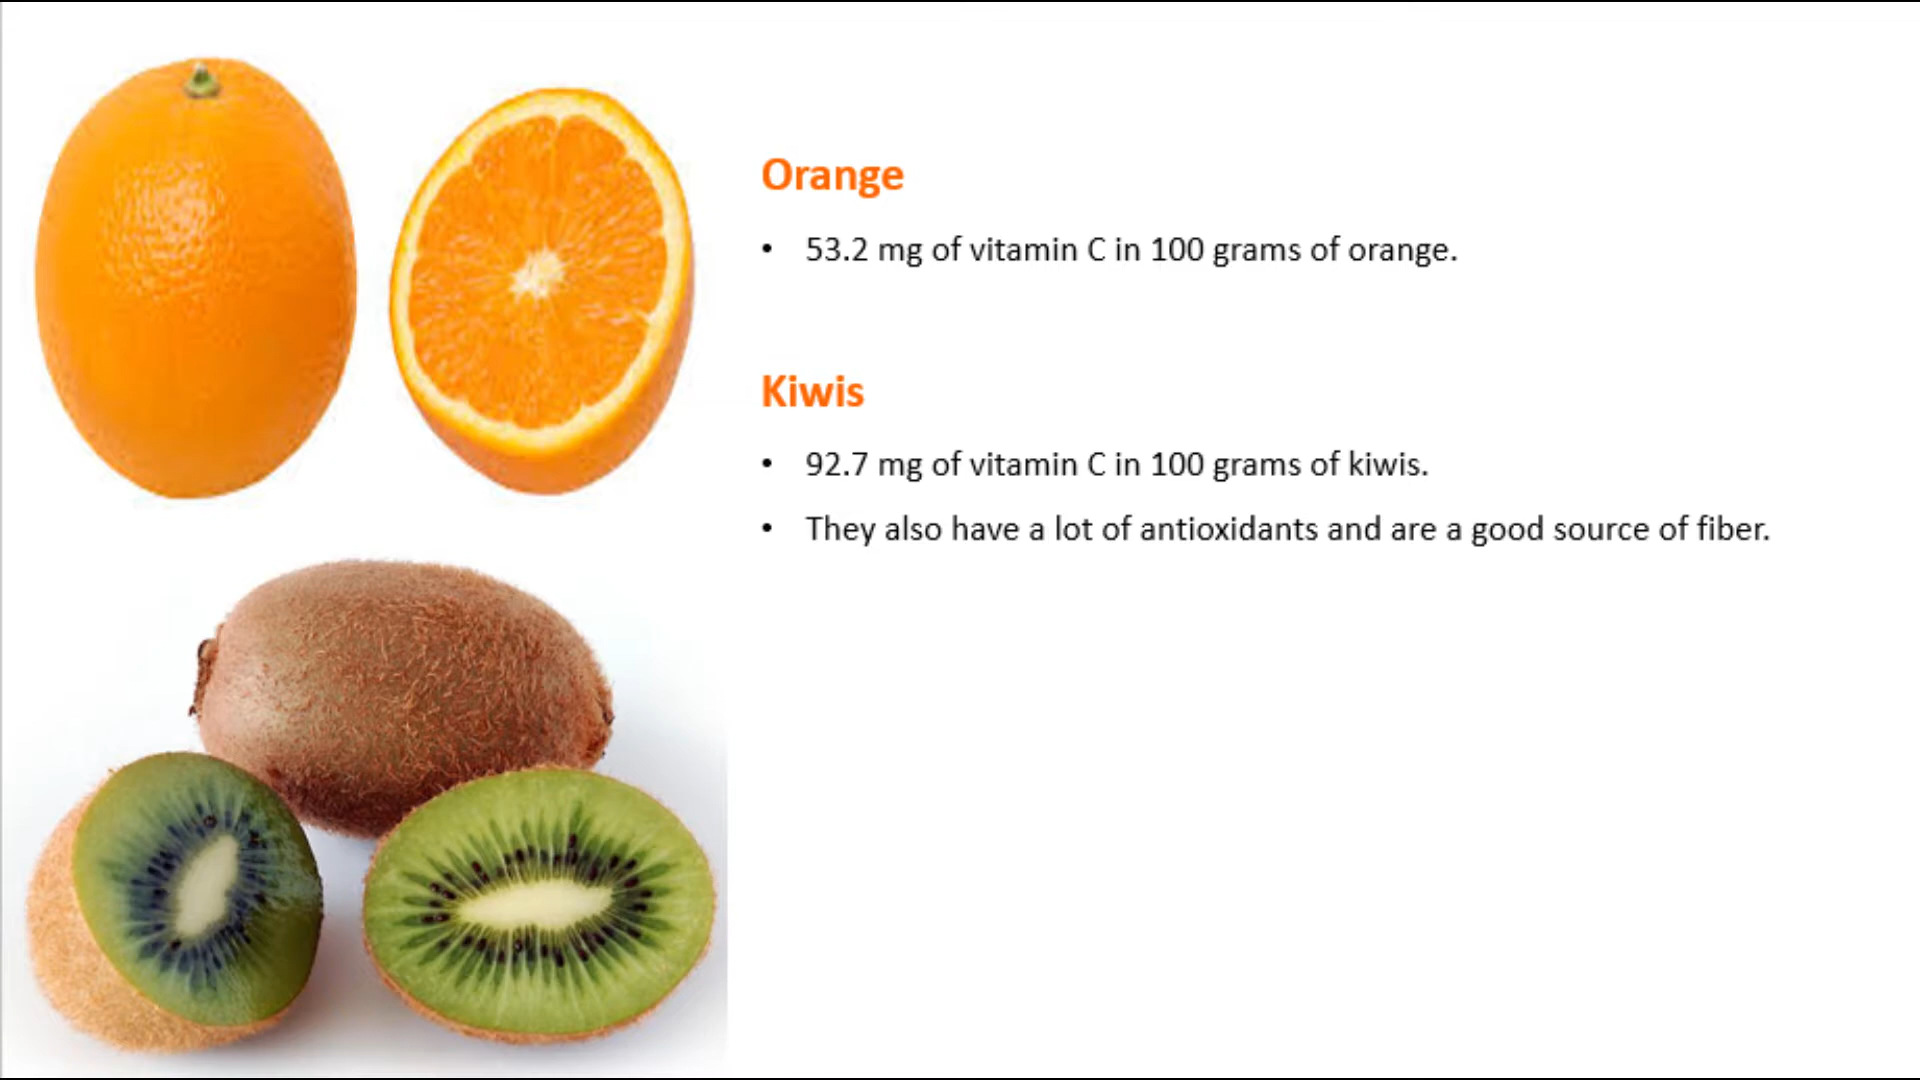 Orange
• 53.2 mg of vitamin C in 100 grams of orange.
Kiwis
• 92.7 mg of vitamin C in 100 grams of kiwis.
• They also have a lot of antioxidants and are a good source of fiber.